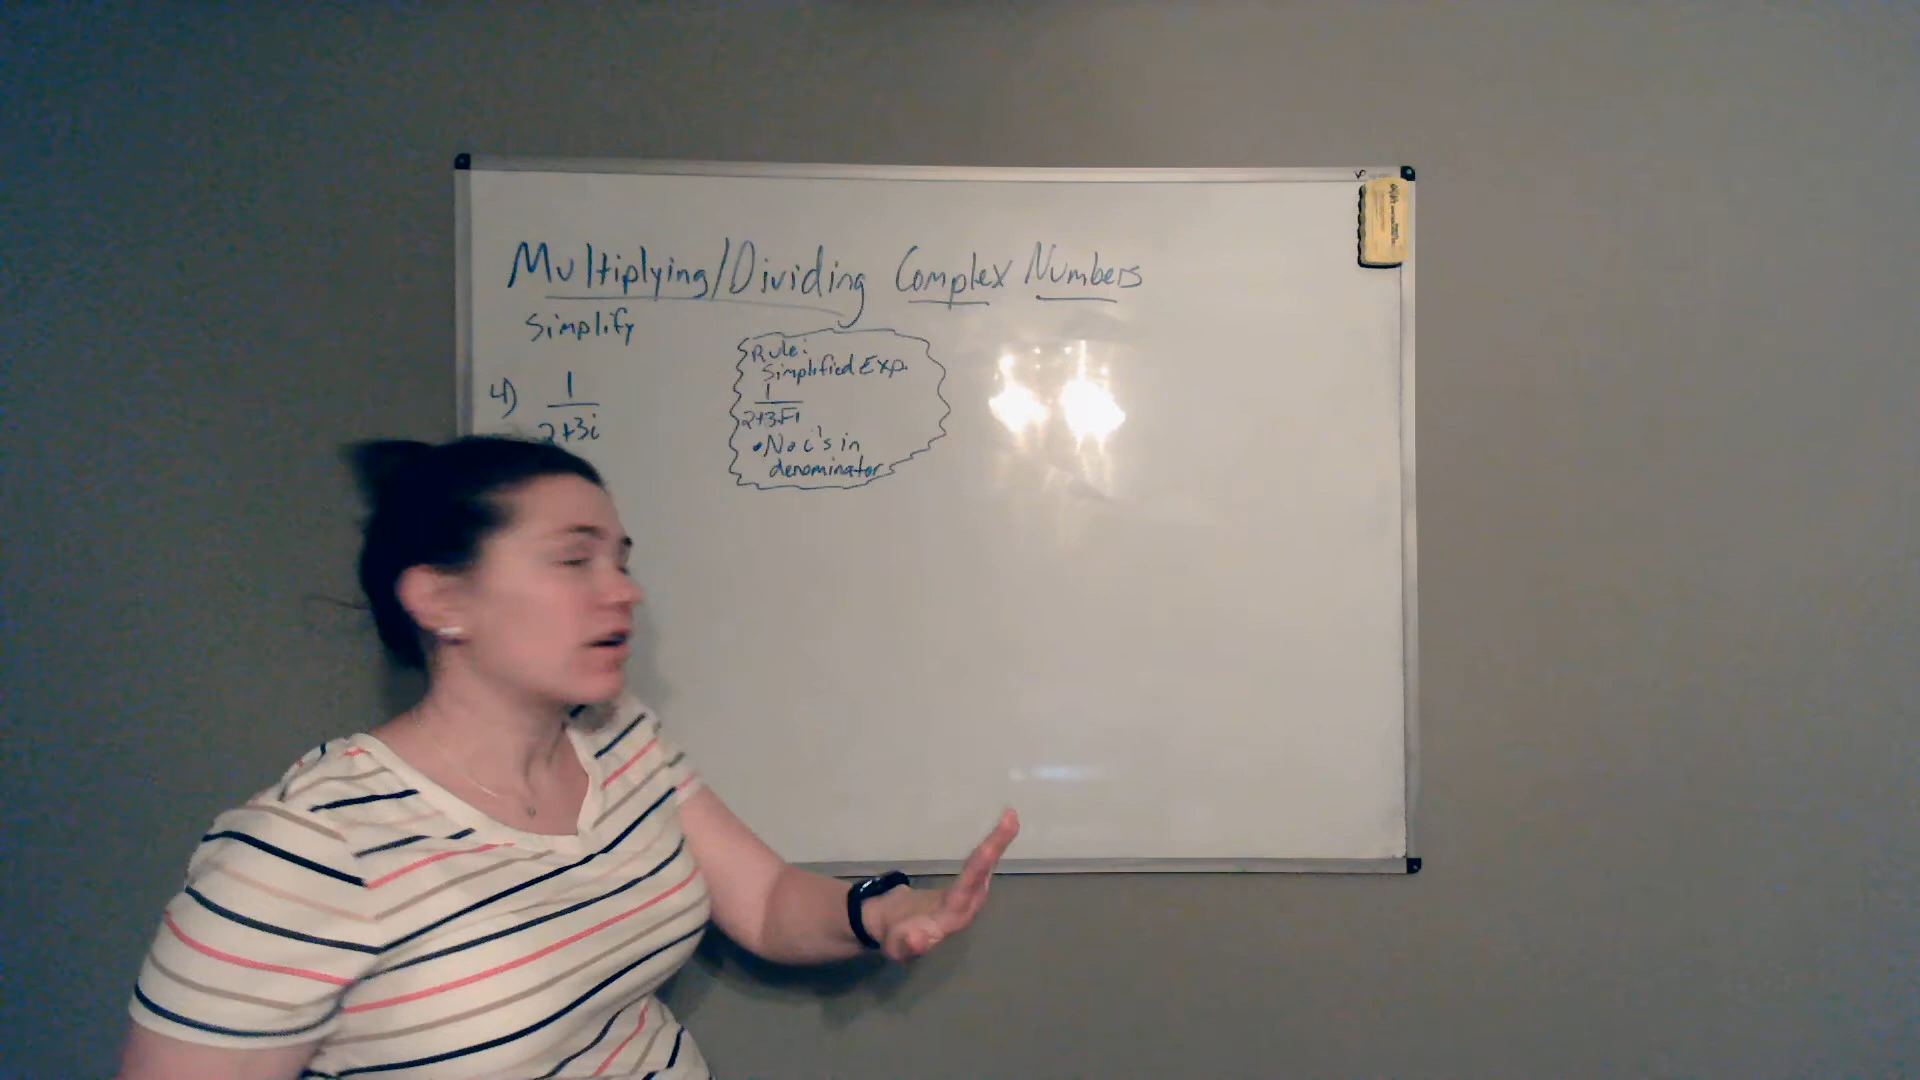 Multiplying/Dividing Complex Numbers
Simplify
4) 1
2+3i
Rule:
Simplified Exp.
1
2+3√-1
• No i's in
denominator